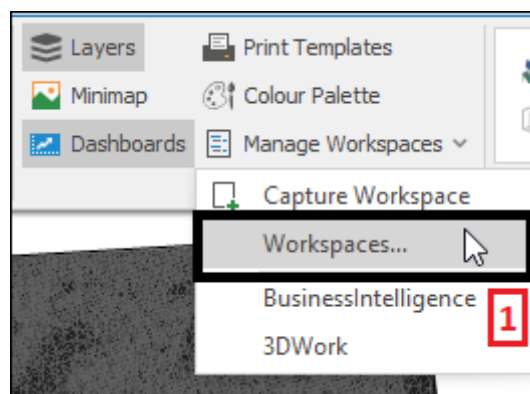 Layers
Print Templates
Minimap
Colour Palette
Dashboards
Manage Workspaces
Capture Workspace
Workspaces...
BusinessIntelligence
1
3DWork